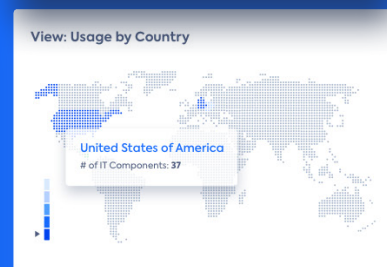 View: Usage by Country
United States of America
# of IT Components: 37